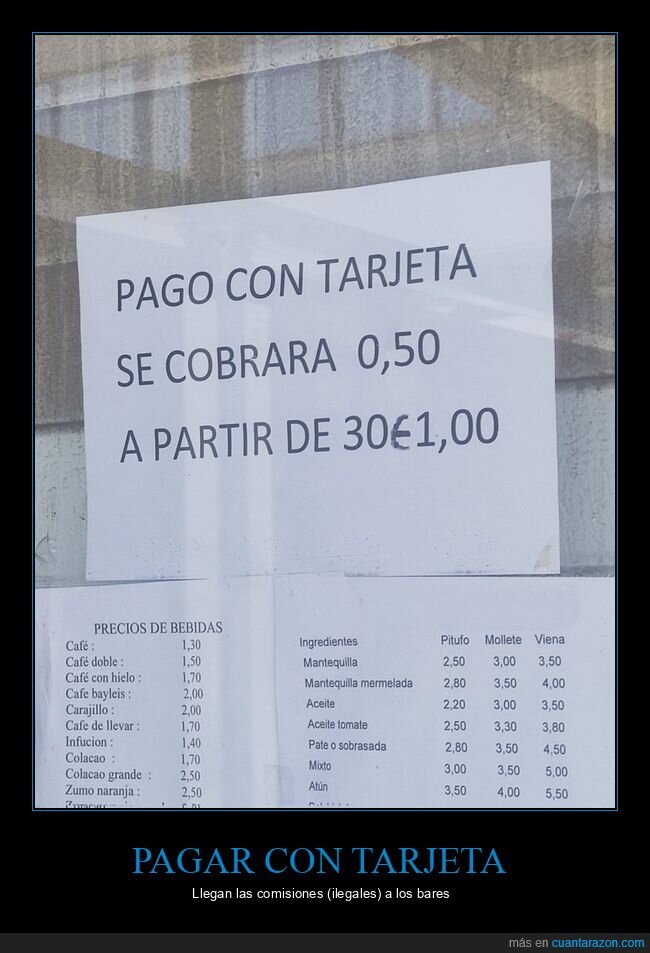 PAGO CON TARJETA
SE COBRARA 0,50
A PARTIR DE 30€1,00
PRECIOS DE BEBIDAS
Café : 1,30
Café doble : 1,50
Café con hielo : 1,70
Cafe bayleis : 2,00
Carajillo : 2,00
Cafe de llevar : 1,70
Infucion : 1,40
Colacao : 1,70
Colacao grande : 2,50
Zumo naranja : 2,50
Ingredientes Pitufo Mollete Viena
Mantequilla 2,50 3,00 3,50
Mantequilla mermelada 2,80 3,50 4,00
Aceite 2,20 3,00 3,50
Aceite tomate 2,50 3,30 3,80
Pate o sobrasada 2,80 3,50 4,50
Mixto 3,00 3,50 5,00
Atún 3,50 4,00 5,50
PAGAR CON TARJETA
Llegan las comisiones (ilegales) a los bares
más en cuantarazon.com